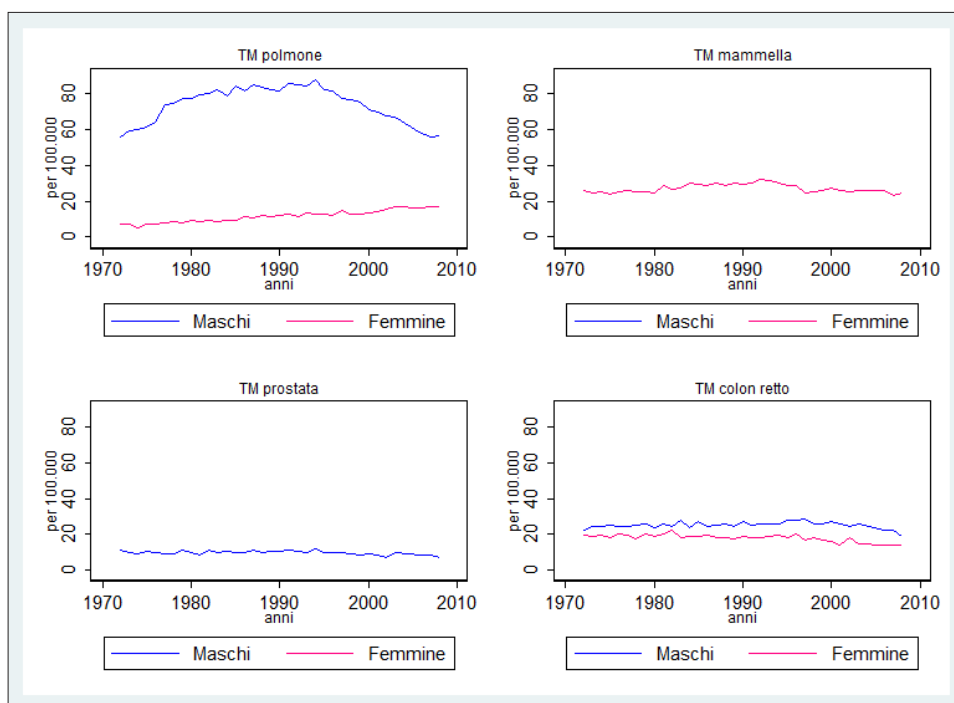 TM polmone
per 100.000
0 20 40 60 80
1970 1980 1990 2000 2010
anni
Maschi Femmine
TM mammella
per 100.000
0 20 40 60 80
1970 1980 1990 2000 2010
anni
Maschi Femmine
TM prostata
per 100.000
0 20 40 60 80
1970 1980 1990 2000 2010
anni
Maschi Femmine
TM colon retto
per 100.000
0 20 40 60 80
1970 1980 1990 2000 2010
anni
Maschi Femmine